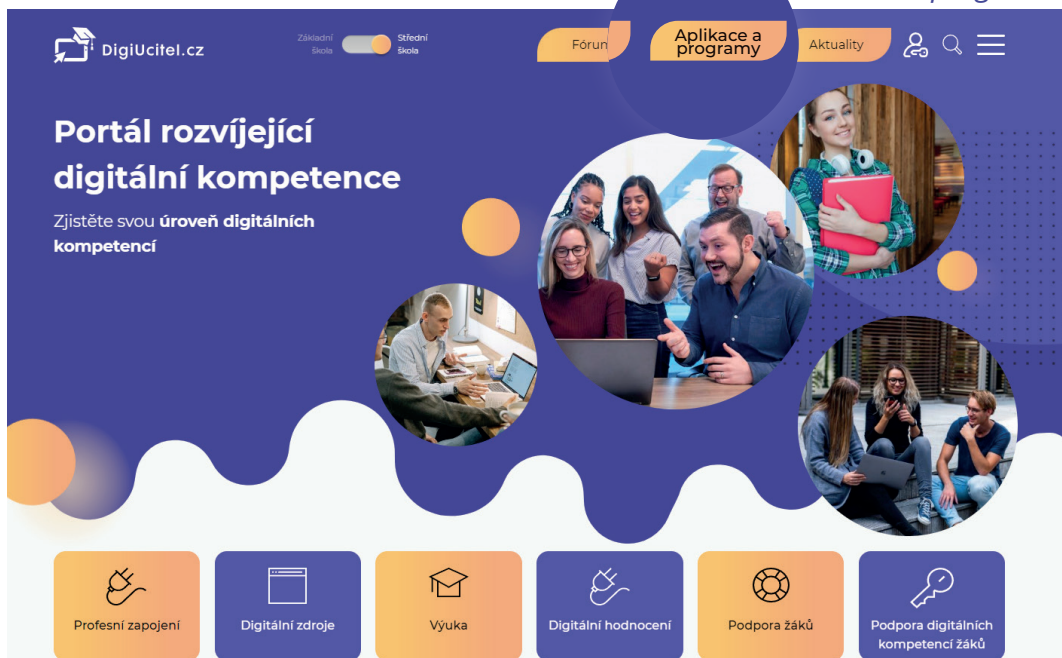 DigiUcitel.cz
Základní škola
Střední škola
Fórum
Aplikace a
programy
Aktuality
Portál rozvíjející
digitální kompetence
Zjistěte svou úroveň digitálních
kompetencí
Profesní zapojení
Digitální zdroje
Výuka
Digitální hodnocení
Podpora žáků
Podpora digitálních
kompetencí žáků